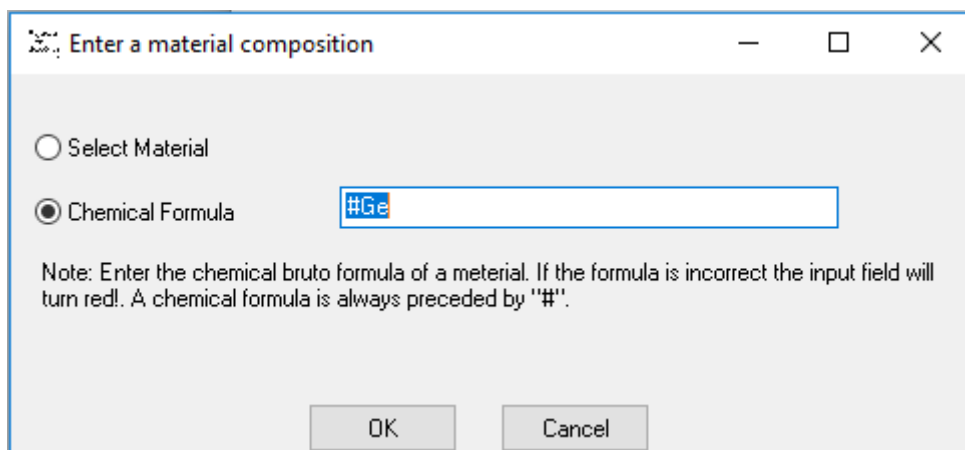 Enter a material composition
Select Material
Chemical Formula
#Ge
Note: Enter the chemical bruto formula of a meterial. If the formula is incorrect the input field will
turn red!. A chemical formula is always preceded by "#".
OK
Cancel